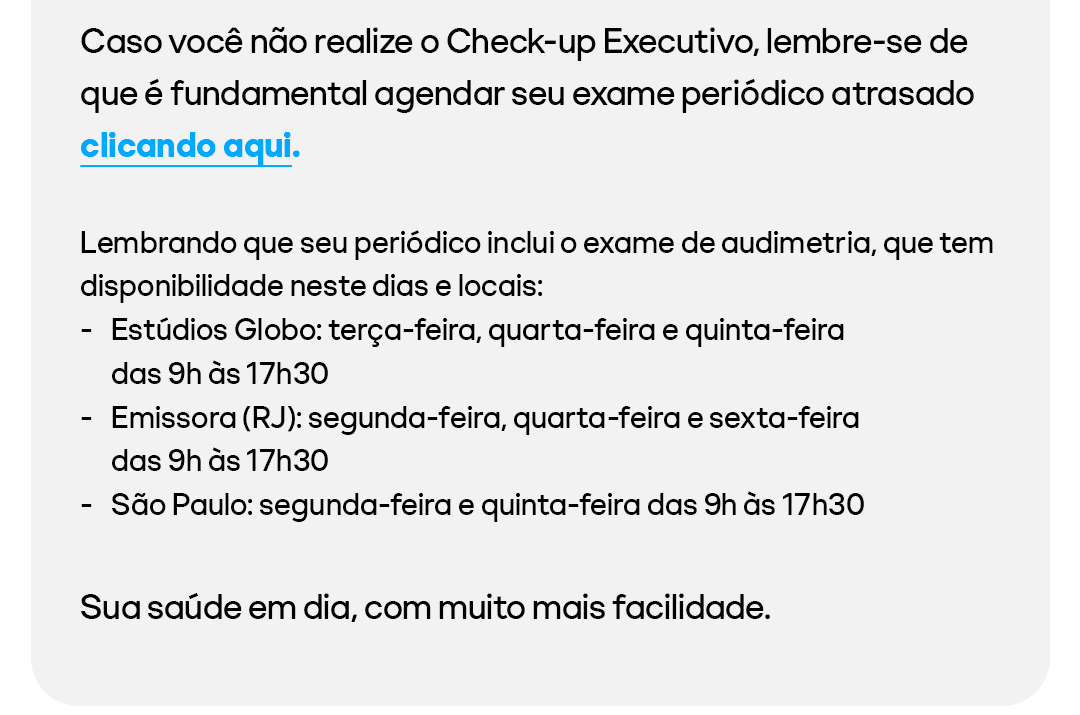 Caso você não realize o Check-up Executivo, lembre-se de
que é fundamental agendar seu exame periódico atrasado
clicando aqui.
Lembrando que seu periódico inclui o exame de audimetria, que tem
disponibilidade neste dias e locais:
- Estúdios Globo: terça-feira, quarta-feira e quinta-feira
das 9h às 17h30
- Emissora (RJ): segunda-feira, quarta-feira e sexta-feira
das 9h às 17h30
- São Paulo: segunda-feira e quinta-feira das 9h às 17h30
Sua saúde em dia, com muito mais facilidade.